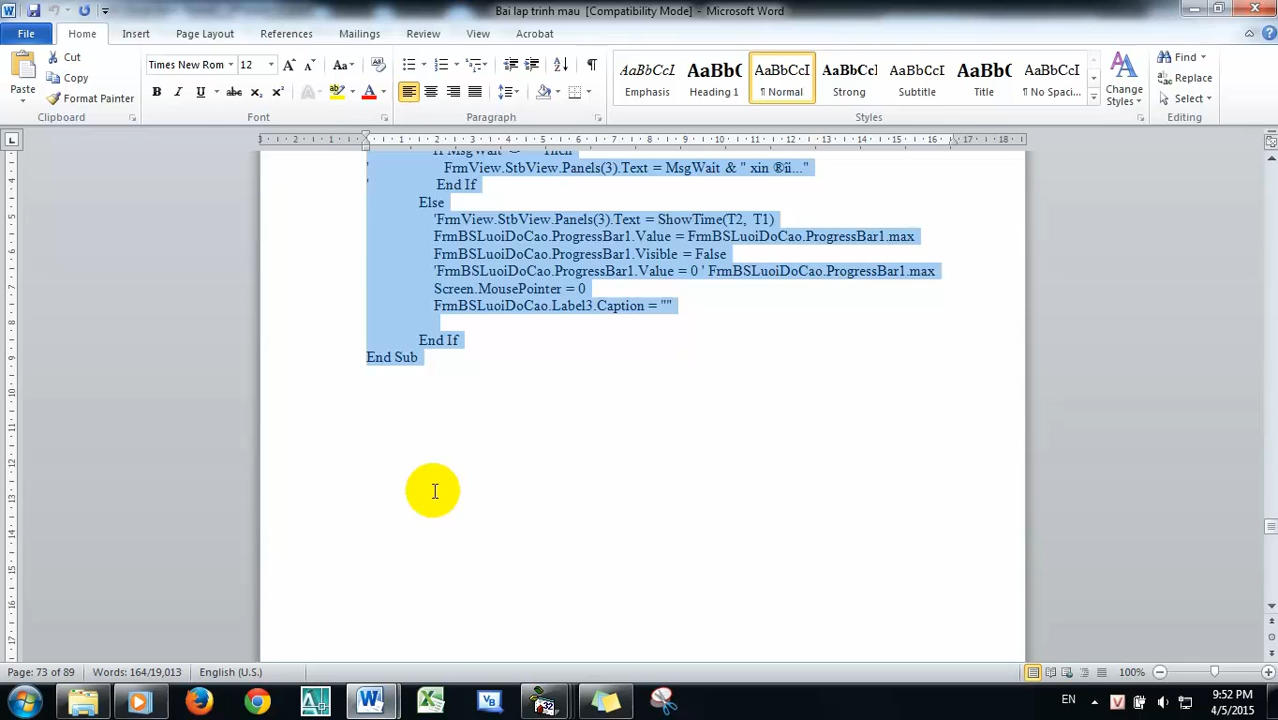 Bai lap trinh mau [Compatibility Mode] - Microsoft Word
File Home Insert Page Layout References Mailings Review View Acrobat
Paste
Cut
Copy
Format Painter
Clipboard
Times New Rom 12
Font
Paragraph
AaBbCcI AaBbC AaBbCcI AaBbCcl AaBbCcI AaBbC AaBbCcI
Emphasis Heading 1 ¶ Normal Strong Subtitle Title ¶ No Spaci...
Change Styles
Styles
Find
Replace
Select
Editing
' FrmView.StbView.Panels(3).Text = MsgWait & " xin ®îi..."
' End If
Else
'FrmView.StbView.Panels(3).Text = ShowTime(T2, T1)
FrmBSLuoiDoCao.ProgressBar1.Value = FrmBSLuoiDoCao.ProgressBar1.max
FrmBSLuoiDoCao.ProgressBar1.Visible = False
'FrmBSLuoiDoCao.ProgressBar1.Value = 0 ' FrmBSLuoiDoCao.ProgressBar1.max
Screen.MousePointer = 0
FrmBSLuoiDoCao.Label3.Caption = ""
End If
End Sub
Page: 73 of 89 Words: 164/19,013 English (U.S.) 100%
EN
9:52 PM
4/5/2015